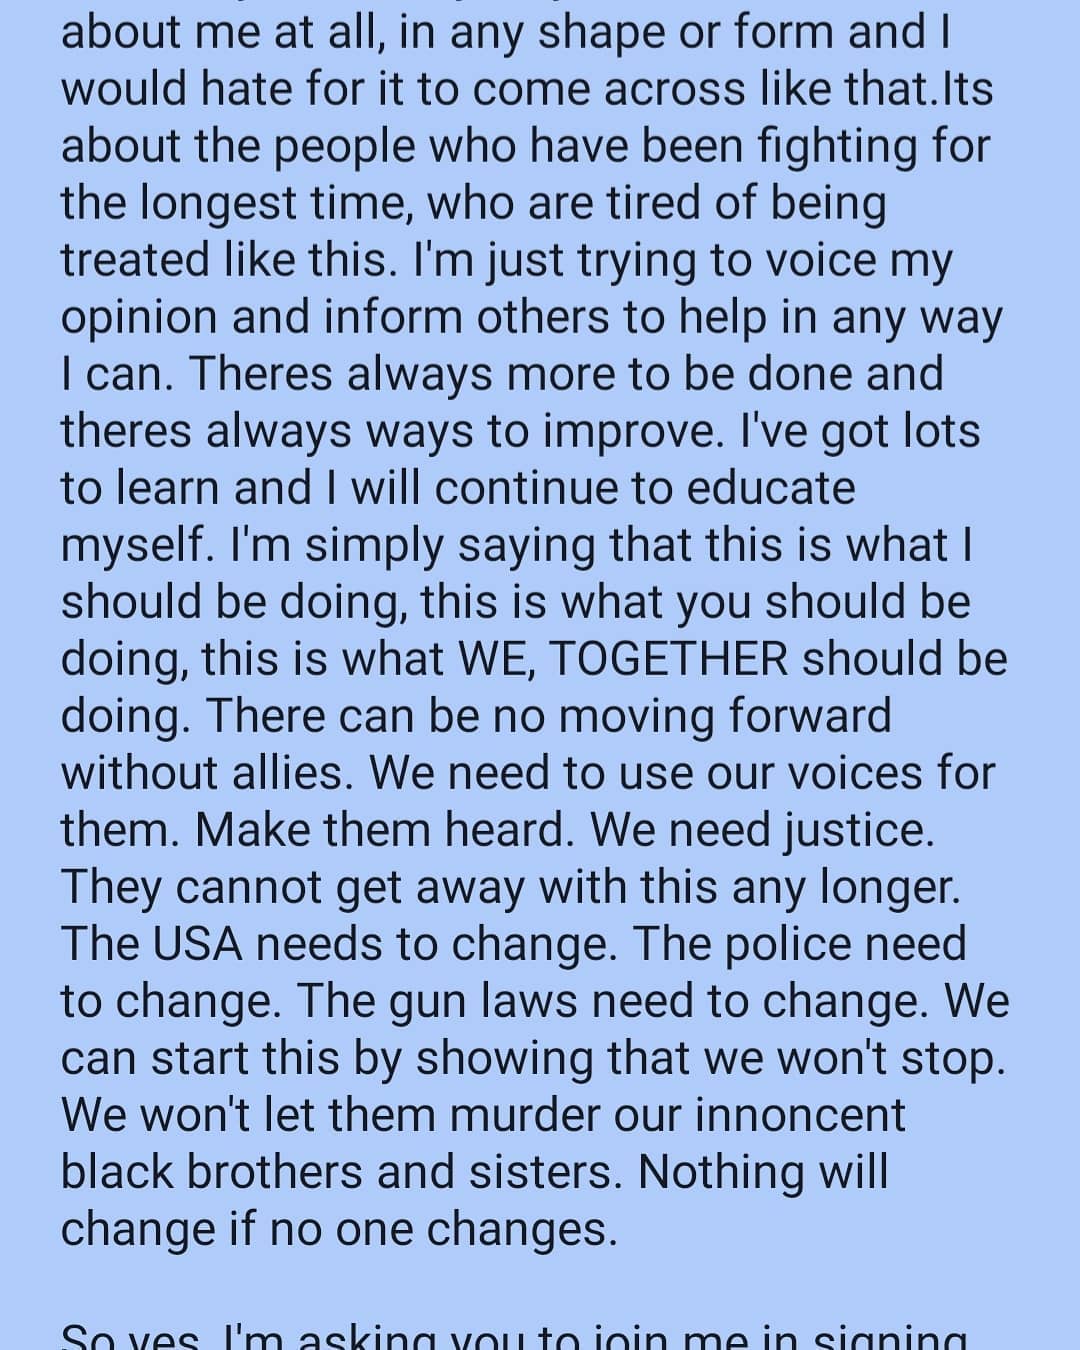 about me at all, in any shape or form and I
would hate for it to come across like that.Its
about the people who have been fighting for
the longest time, who are tired of being
treated like this. I'm just trying to voice my
opinion and inform others to help in any way
I can. Theres always more to be done and
theres always ways to improve. I've got lots
to learn and I will continue to educate
myself. I'm simply saying that this is what I
should be doing, this is what you should be
doing, this is what WE, TOGETHER should be
doing. There can be no moving forward
without allies. We need to use our voices for
them. Make them heard. We need justice.
They cannot get away with this any longer.
The USA needs to change. The police need
to change. The gun laws need to change. We
can start this by showing that we won't stop.
We won't let them murder our innoncent
black brothers and sisters. Nothing will
change if no one changes.
So yes, I'm asking you to join me in signing